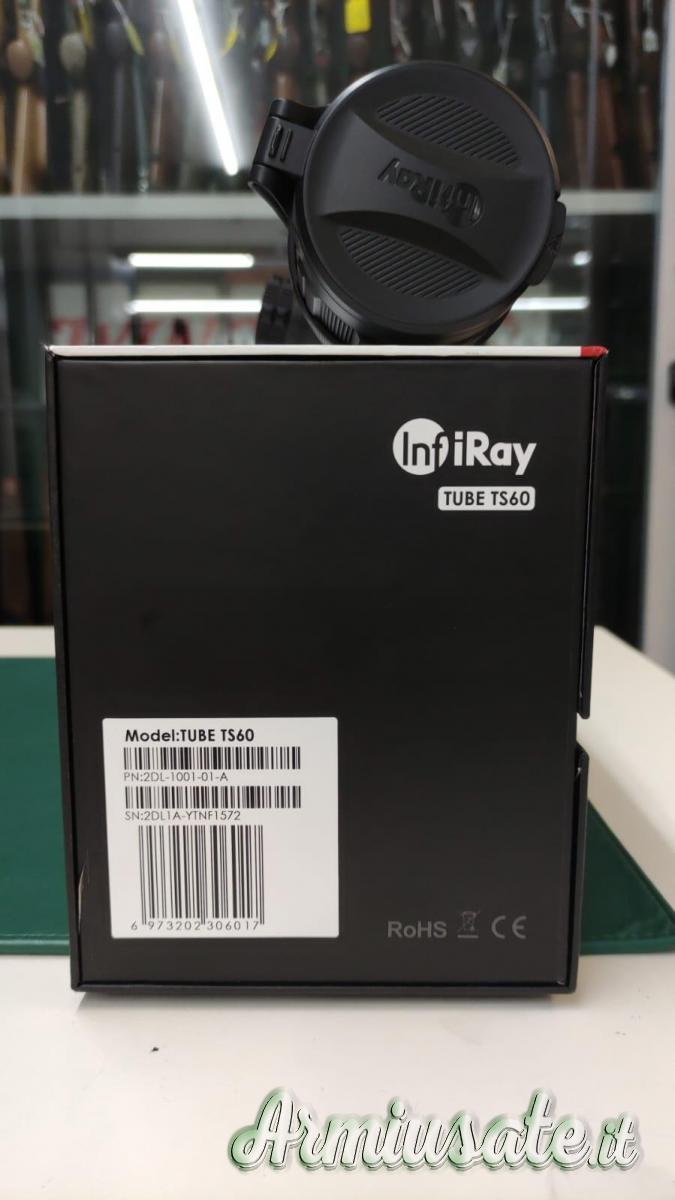 InfiRay
InfiRay
TUBE TS60
Model:TUBE TS60
PN:2DL-1001-01-A
SN:2DL1A-YTNF1572
6 973202 306017
RoHS CE
Armiusate.it